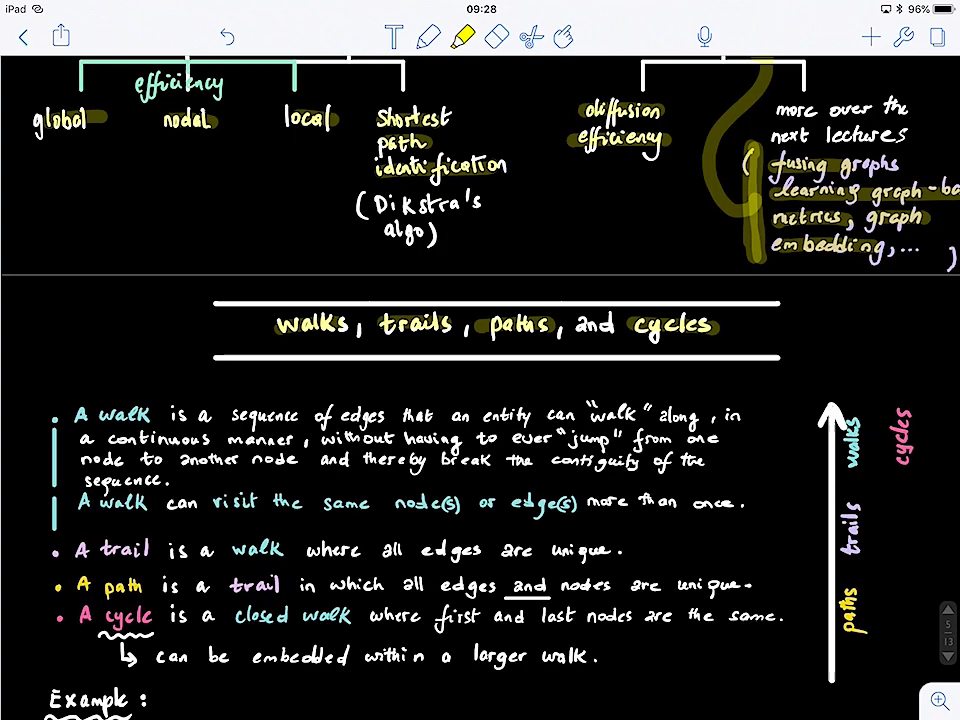 iPad
09:28
96%
T
efficiency
global
nodal
local
Shortest
path
identification
(Dikstra's
algo)
diffusion
efficiency
more over the
next lectures
(fusing graphs
learning graph-ba
metrics, graph
embedding, ... )
walks, trails, paths, and cycles
• A walk is a sequence of edges that an entity can "walk" along, in
a continuous manner, without having to ever "jump" from one
node to another node and thereby break the contiguity of the
sequence.
A walk can visit the same node(s) or edge(s) more than once.
• A trail is a walk where all edges are unique.
• A path is a trail in which all edges and nodes are unique.
• A cycle is a closed walk where first and last nodes are the same.
↳ can be embedded within a larger walk.
Example :
paths trails walks
cycles
5
13